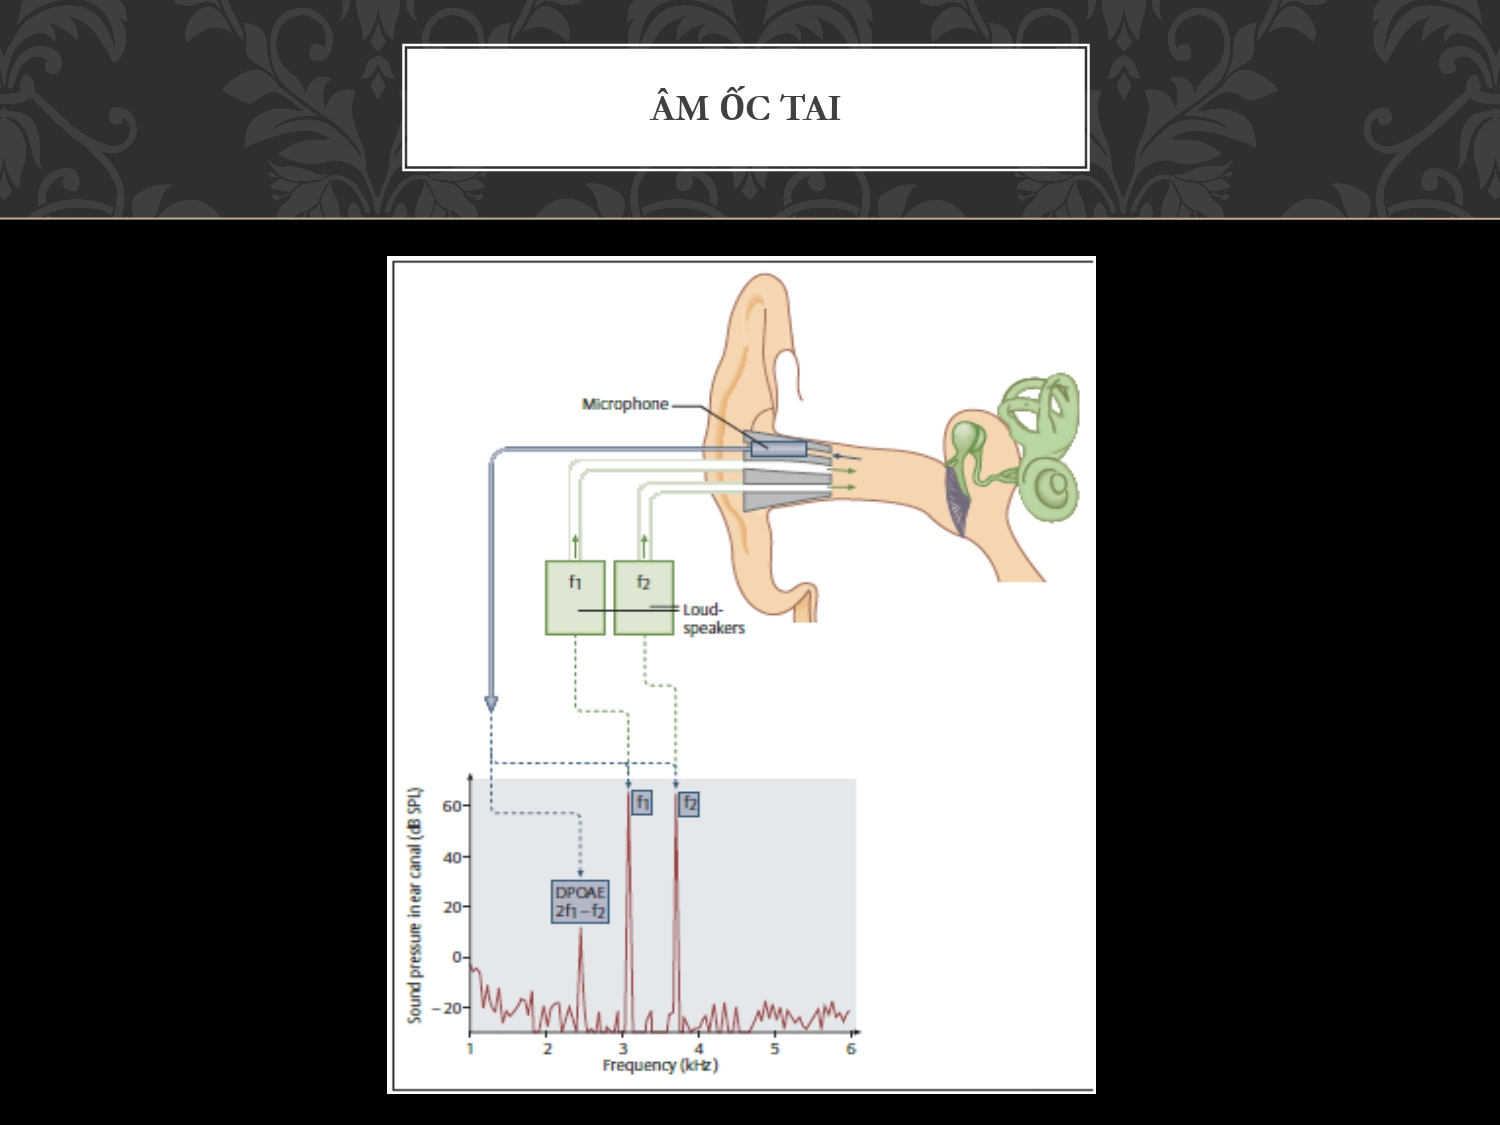 ÂM ỐC TAI
Microphone
f1
f2
Loud-
speakers
Sound pressure in ear canal (dB SPL)
60
40
20
0
–20
f1
f2
DPOAE
2f1–f2
1
2
3
4
5
6
Frequency (kHz)